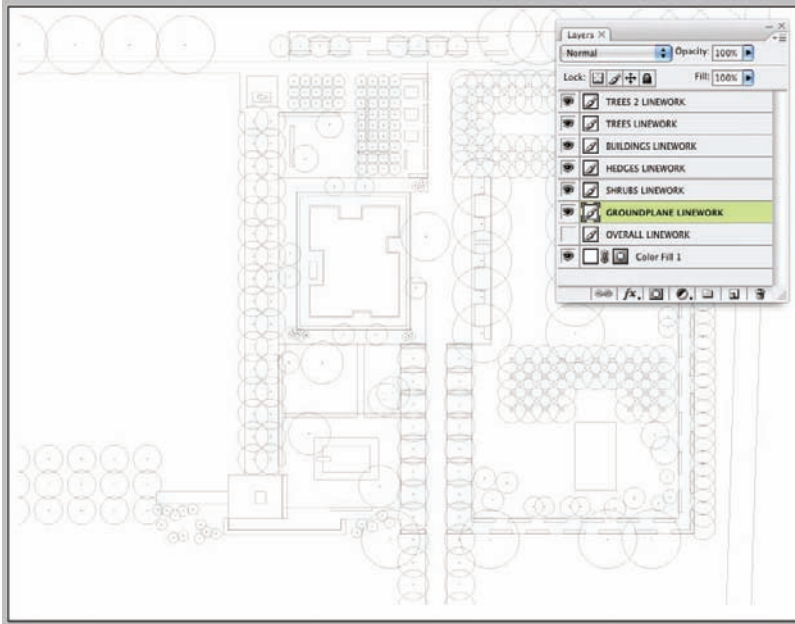 Layers
Normal Opacity: 100%
Lock: Fill: 100%
TREES 2 LINEWORK
TREES LINEWORK
BUILDINGS LINEWORK
HEDGES LINEWORK
SHRUBS LINEWORK
GROUNDPLANE LINEWORK
OVERALL LINEWORK
Color Fill 1
fx.